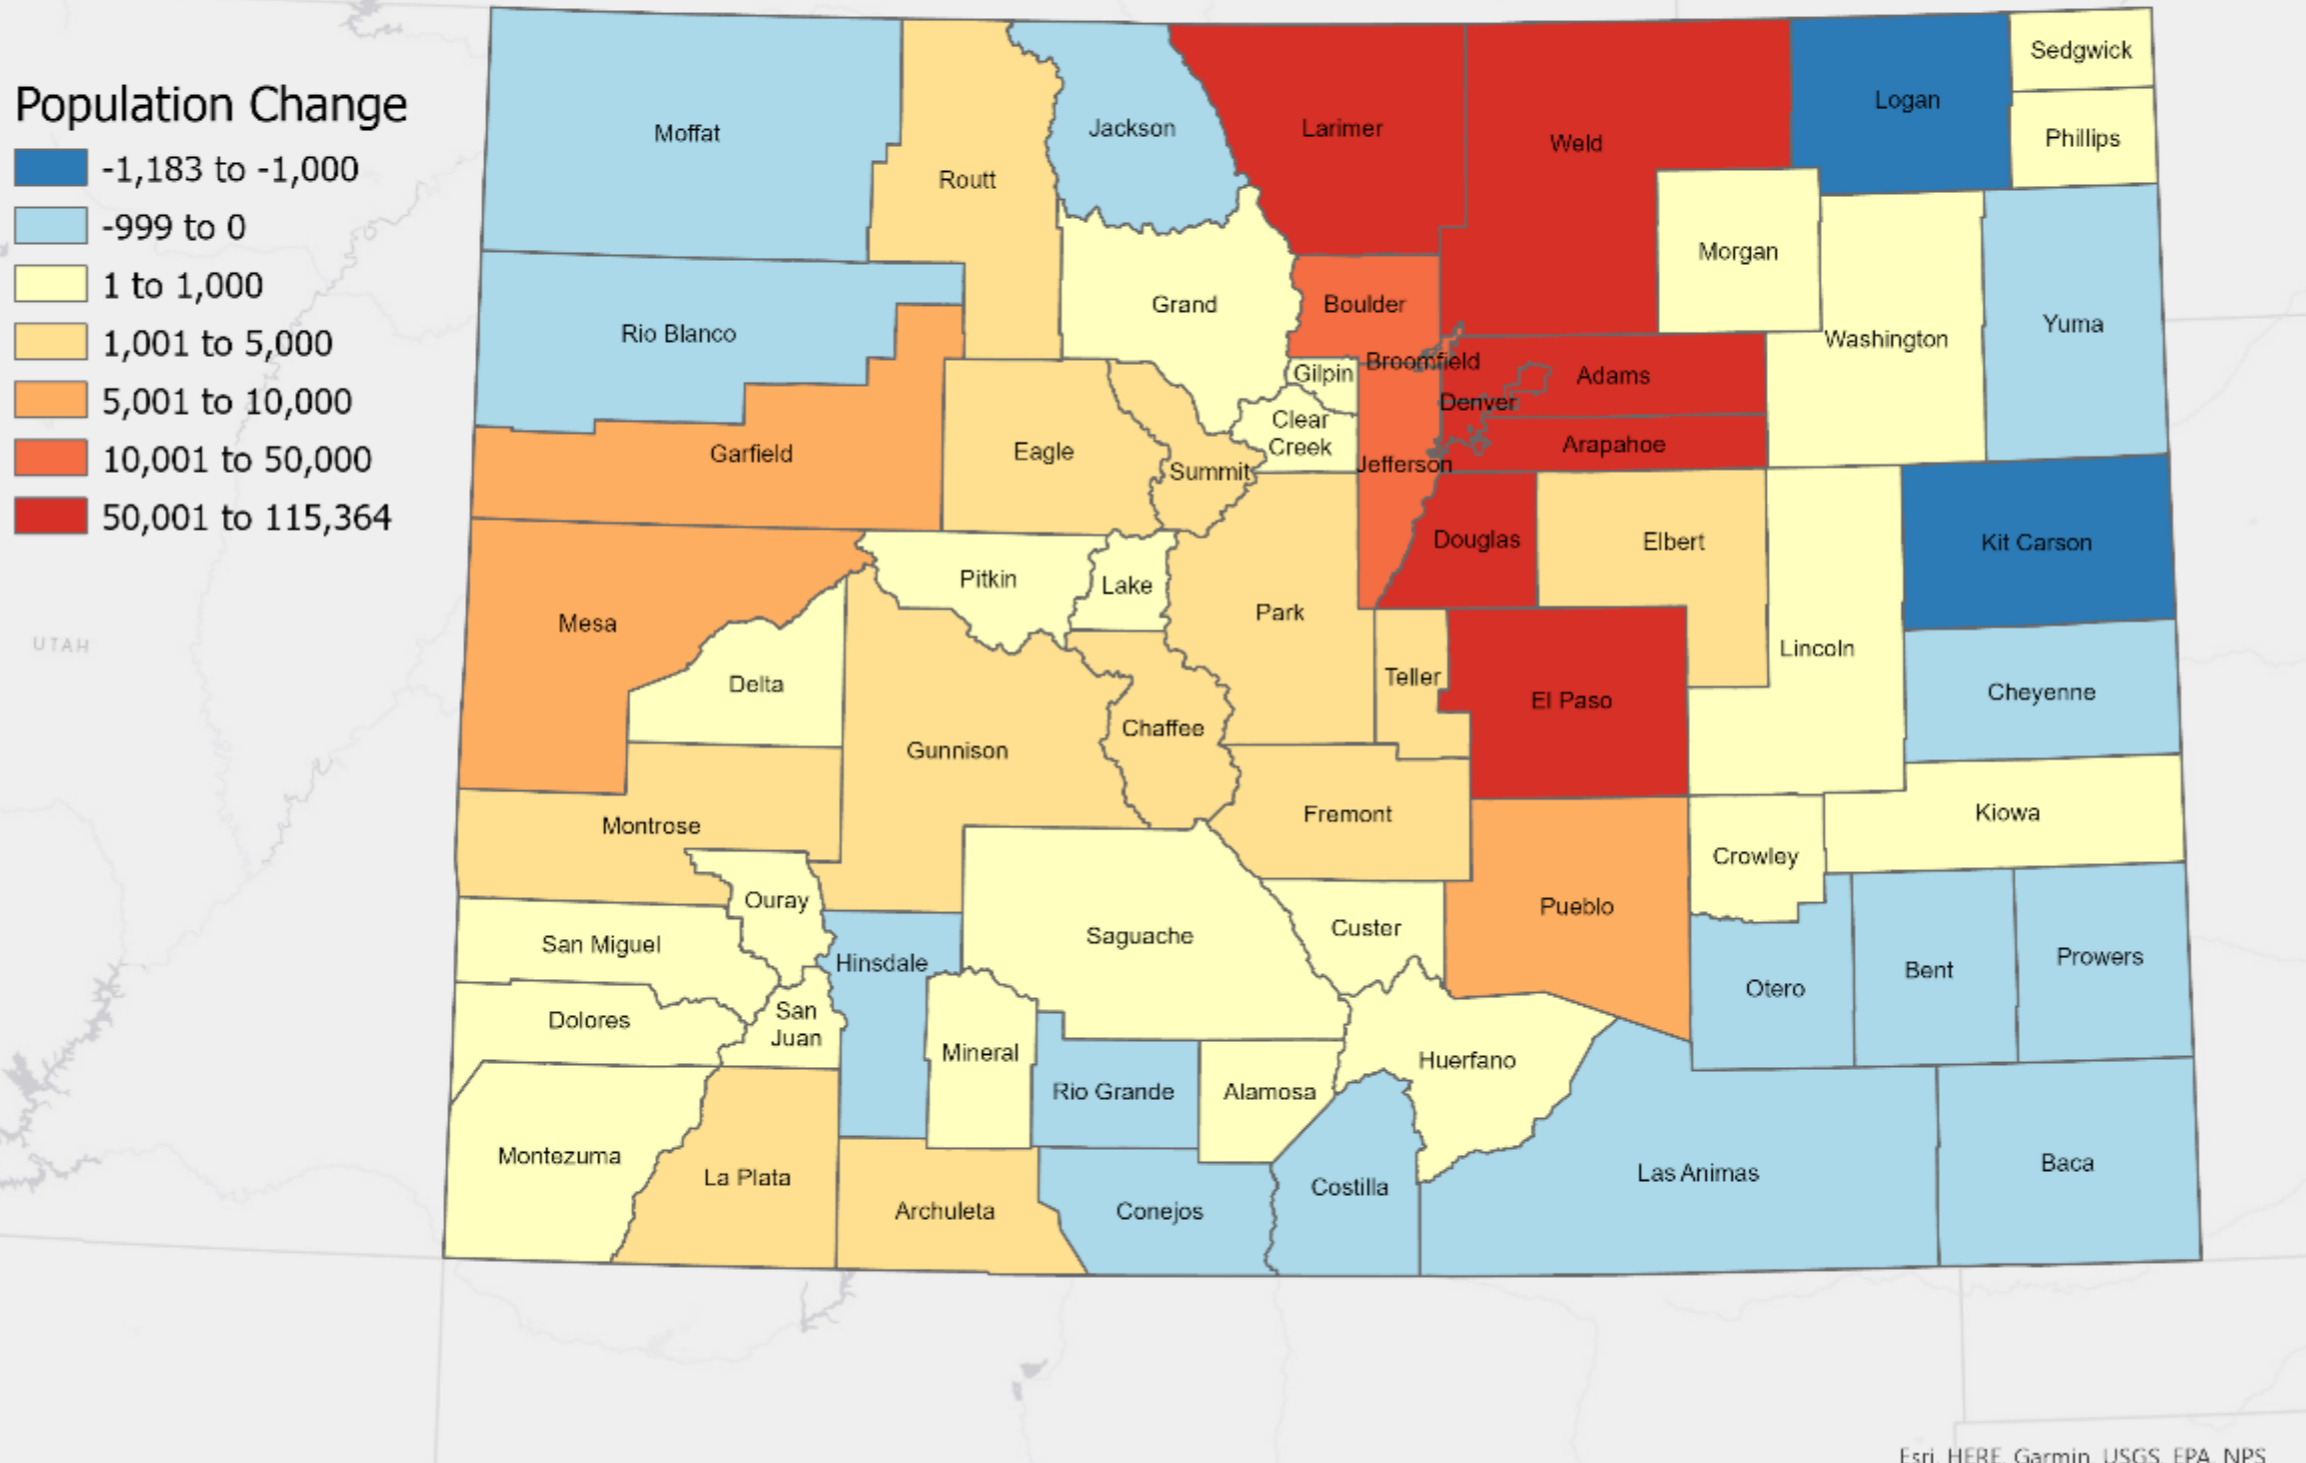 Population Change
-1,183 to -1,000
-999 to 0
1 to 1,000
1,001 to 5,000
5,001 to 10,000
10,001 to 50,000
50,001 to 115,364
UTAH
Moffat
Routt
Jackson
Larimer
Weld
Logan
Sedgwick
Phillips
Morgan
Washington
Yuma
Rio Blanco
Grand
Boulder
Broomfield
Gilpin
Adams
Denver
Clear
Creek
Arapahoe
Garfield
Eagle
Summit
Jefferson
Douglas
Elbert
Kit Carson
Mesa
Pitkin
Lake
Park
Lincoln
Delta
Teller
El Paso
Cheyenne
Gunnison
Chaffee
Montrose
Fremont
Crowley
Kiowa
Ouray
Pueblo
San Miguel
Hinsdale
Saguache
Custer
Otero
Bent
Prowers
Dolores
San
Juan
Mineral
Rio Grande
Alamosa
Huerfano
Montezuma
La Plata
Archuleta
Conejos
Costilla
Las Animas
Baca
Esri, HERE, Garmin, USGS, EPA, NPS